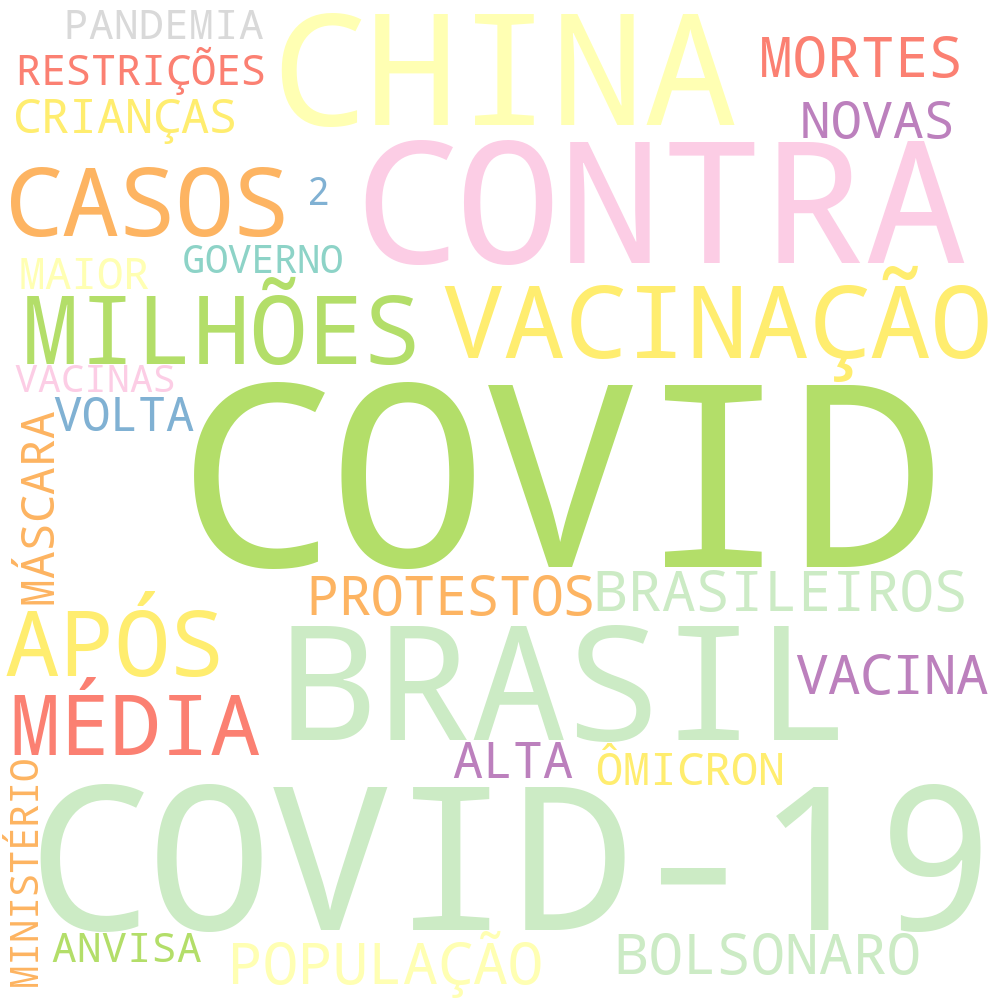 PANDEMIA
CHINA
MORTES
RESTRIÇÕES
CRIANÇAS
NOVAS
CONTRA
CASOS
2
GOVERNO
MAIOR
VACINAÇÃO
MILHÕES
VACINAS
VOLTA
COVID
MÁSCARA
PROTESTOS
BRASILEIROS
APÓS
BRASIL
VACINA
MÉDIA
ALTA
ÔMICRON
MINISTÉRIO
COVID-19
ANVISA
POPULAÇÃO
BOLSONARO